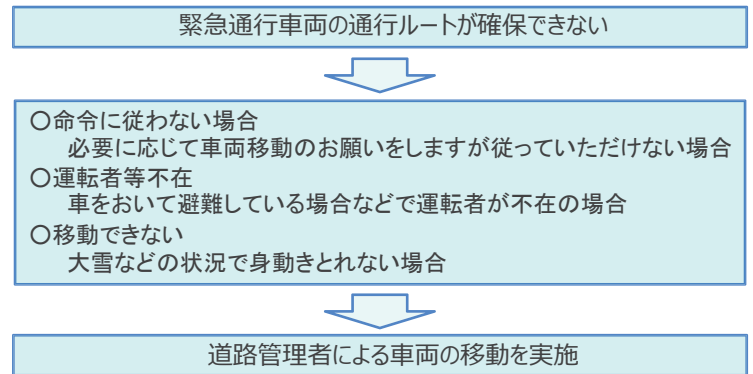 緊急通行車両の通行ルートが確保できない
〇命令に従わない場合
必要に応じて車両移動のお願いをしますが従っていただけない場合
〇運転者等不在
車をおいて避難している場合などで運転者が不在の場合
〇移動できない
大雪などの状況で身動きとれない場合
道路管理者による車両の移動を実施